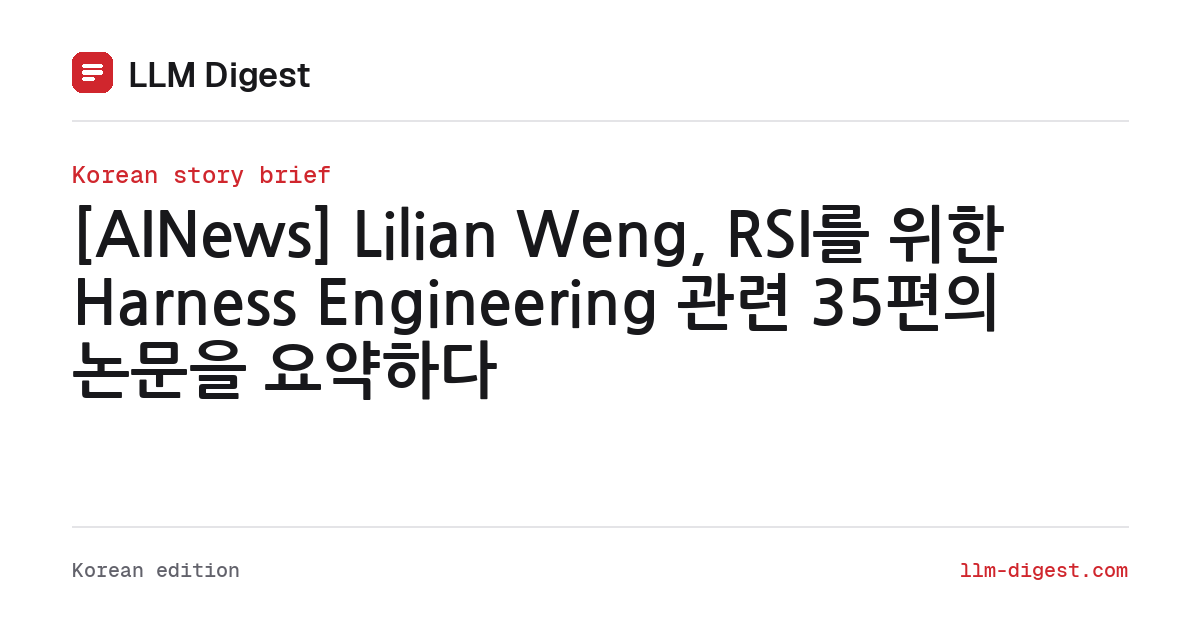 LLM Digest
Korean story brief
[AINews] Lilian Weng, RSI를 위한
Harness Engineering 관련 35편의
논문을 요약하다
Korean edition
llm-digest.com